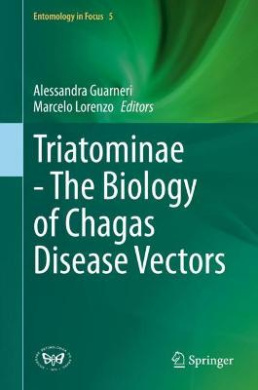 Entomology in Focus 5
Alessandra Guarneri
Marcelo Lorenzo Editors
Triatominae
- The Biology
of Chagas
Disease Vectors
Springer